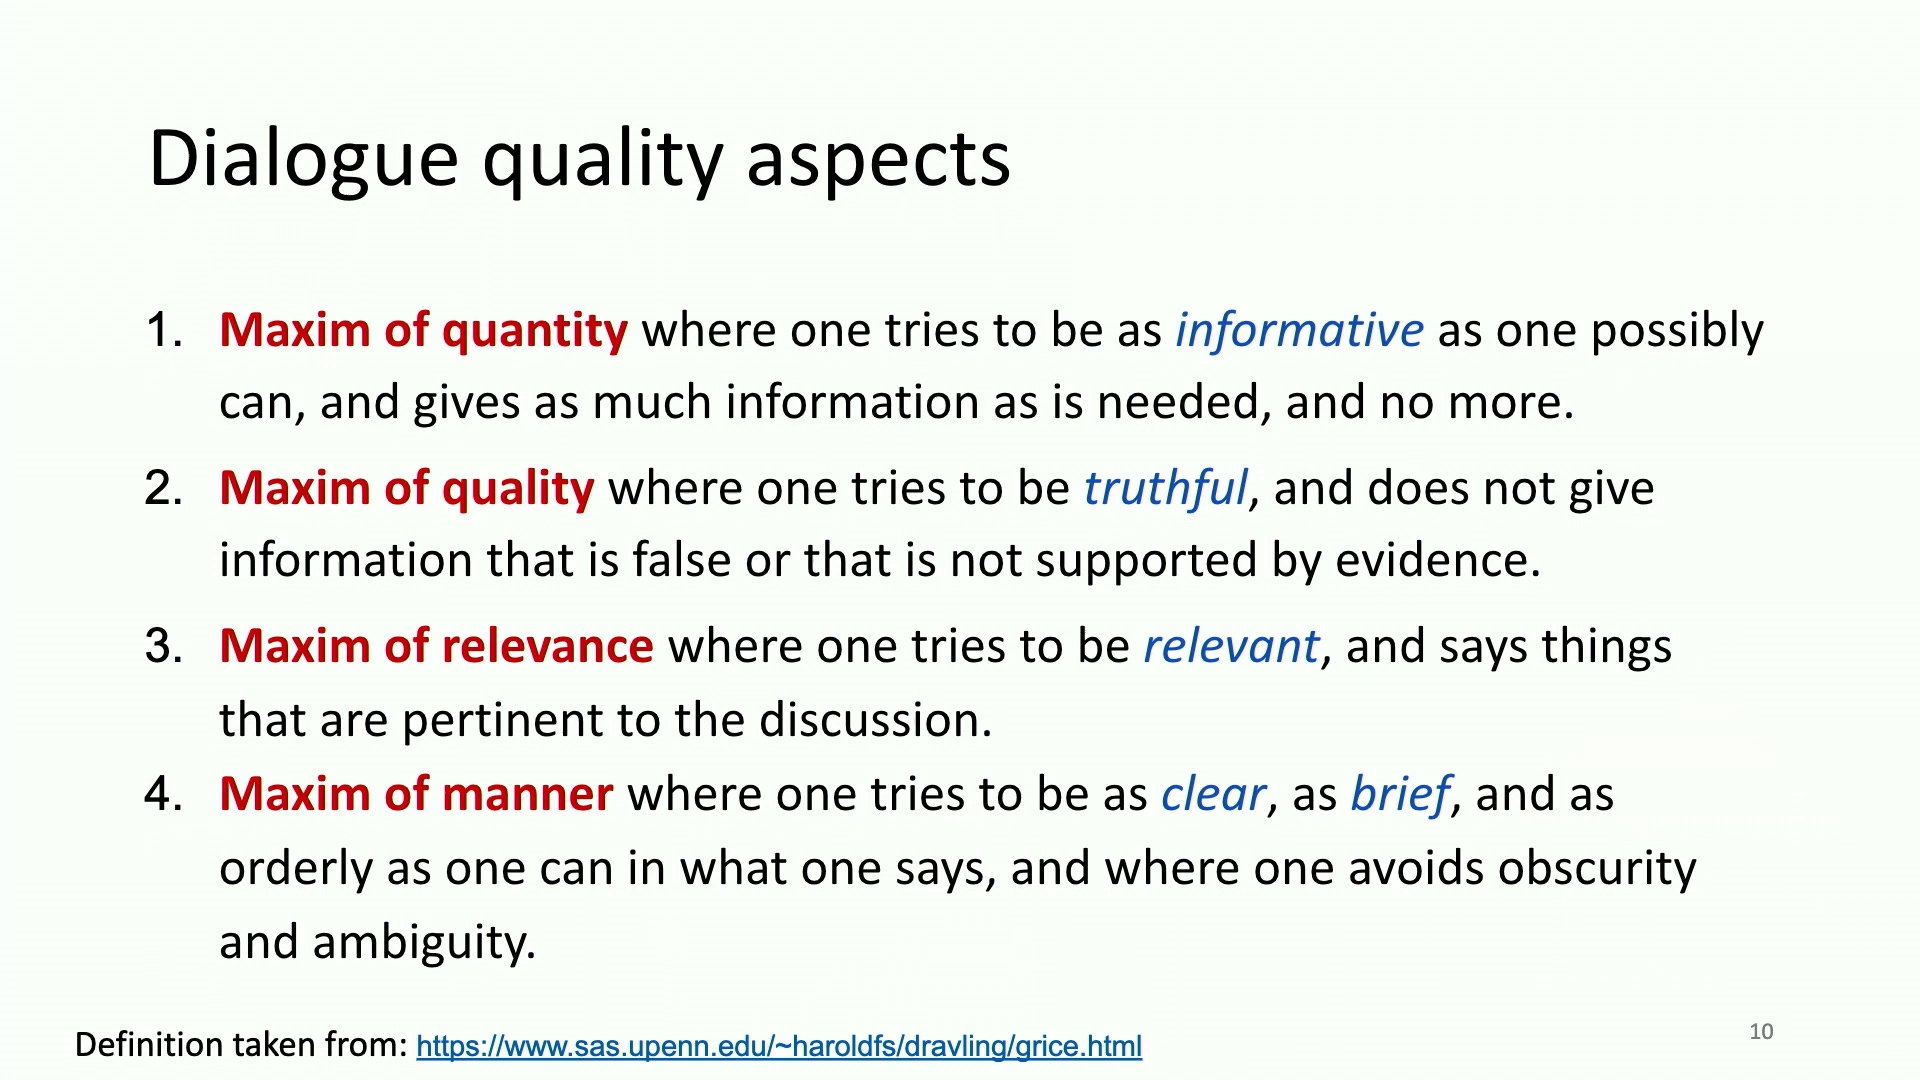 Dialogue quality aspects
1. Maxim of quantity where one tries to be as informative as one possibly
can, and gives as much information as is needed, and no more.
2. Maxim of quality where one tries to be truthful, and does not give
information that is false or that is not supported by evidence.
3. Maxim of relevance where one tries to be relevant, and says things
that are pertinent to the discussion.
4. Maxim of manner where one tries to be as clear, as brief, and as
orderly as one can in what one says, and where one avoids obscurity
and ambiguity.
Definition taken from: https://www.sas.upenn.edu/~haroldfs/dravling/grice.html
10